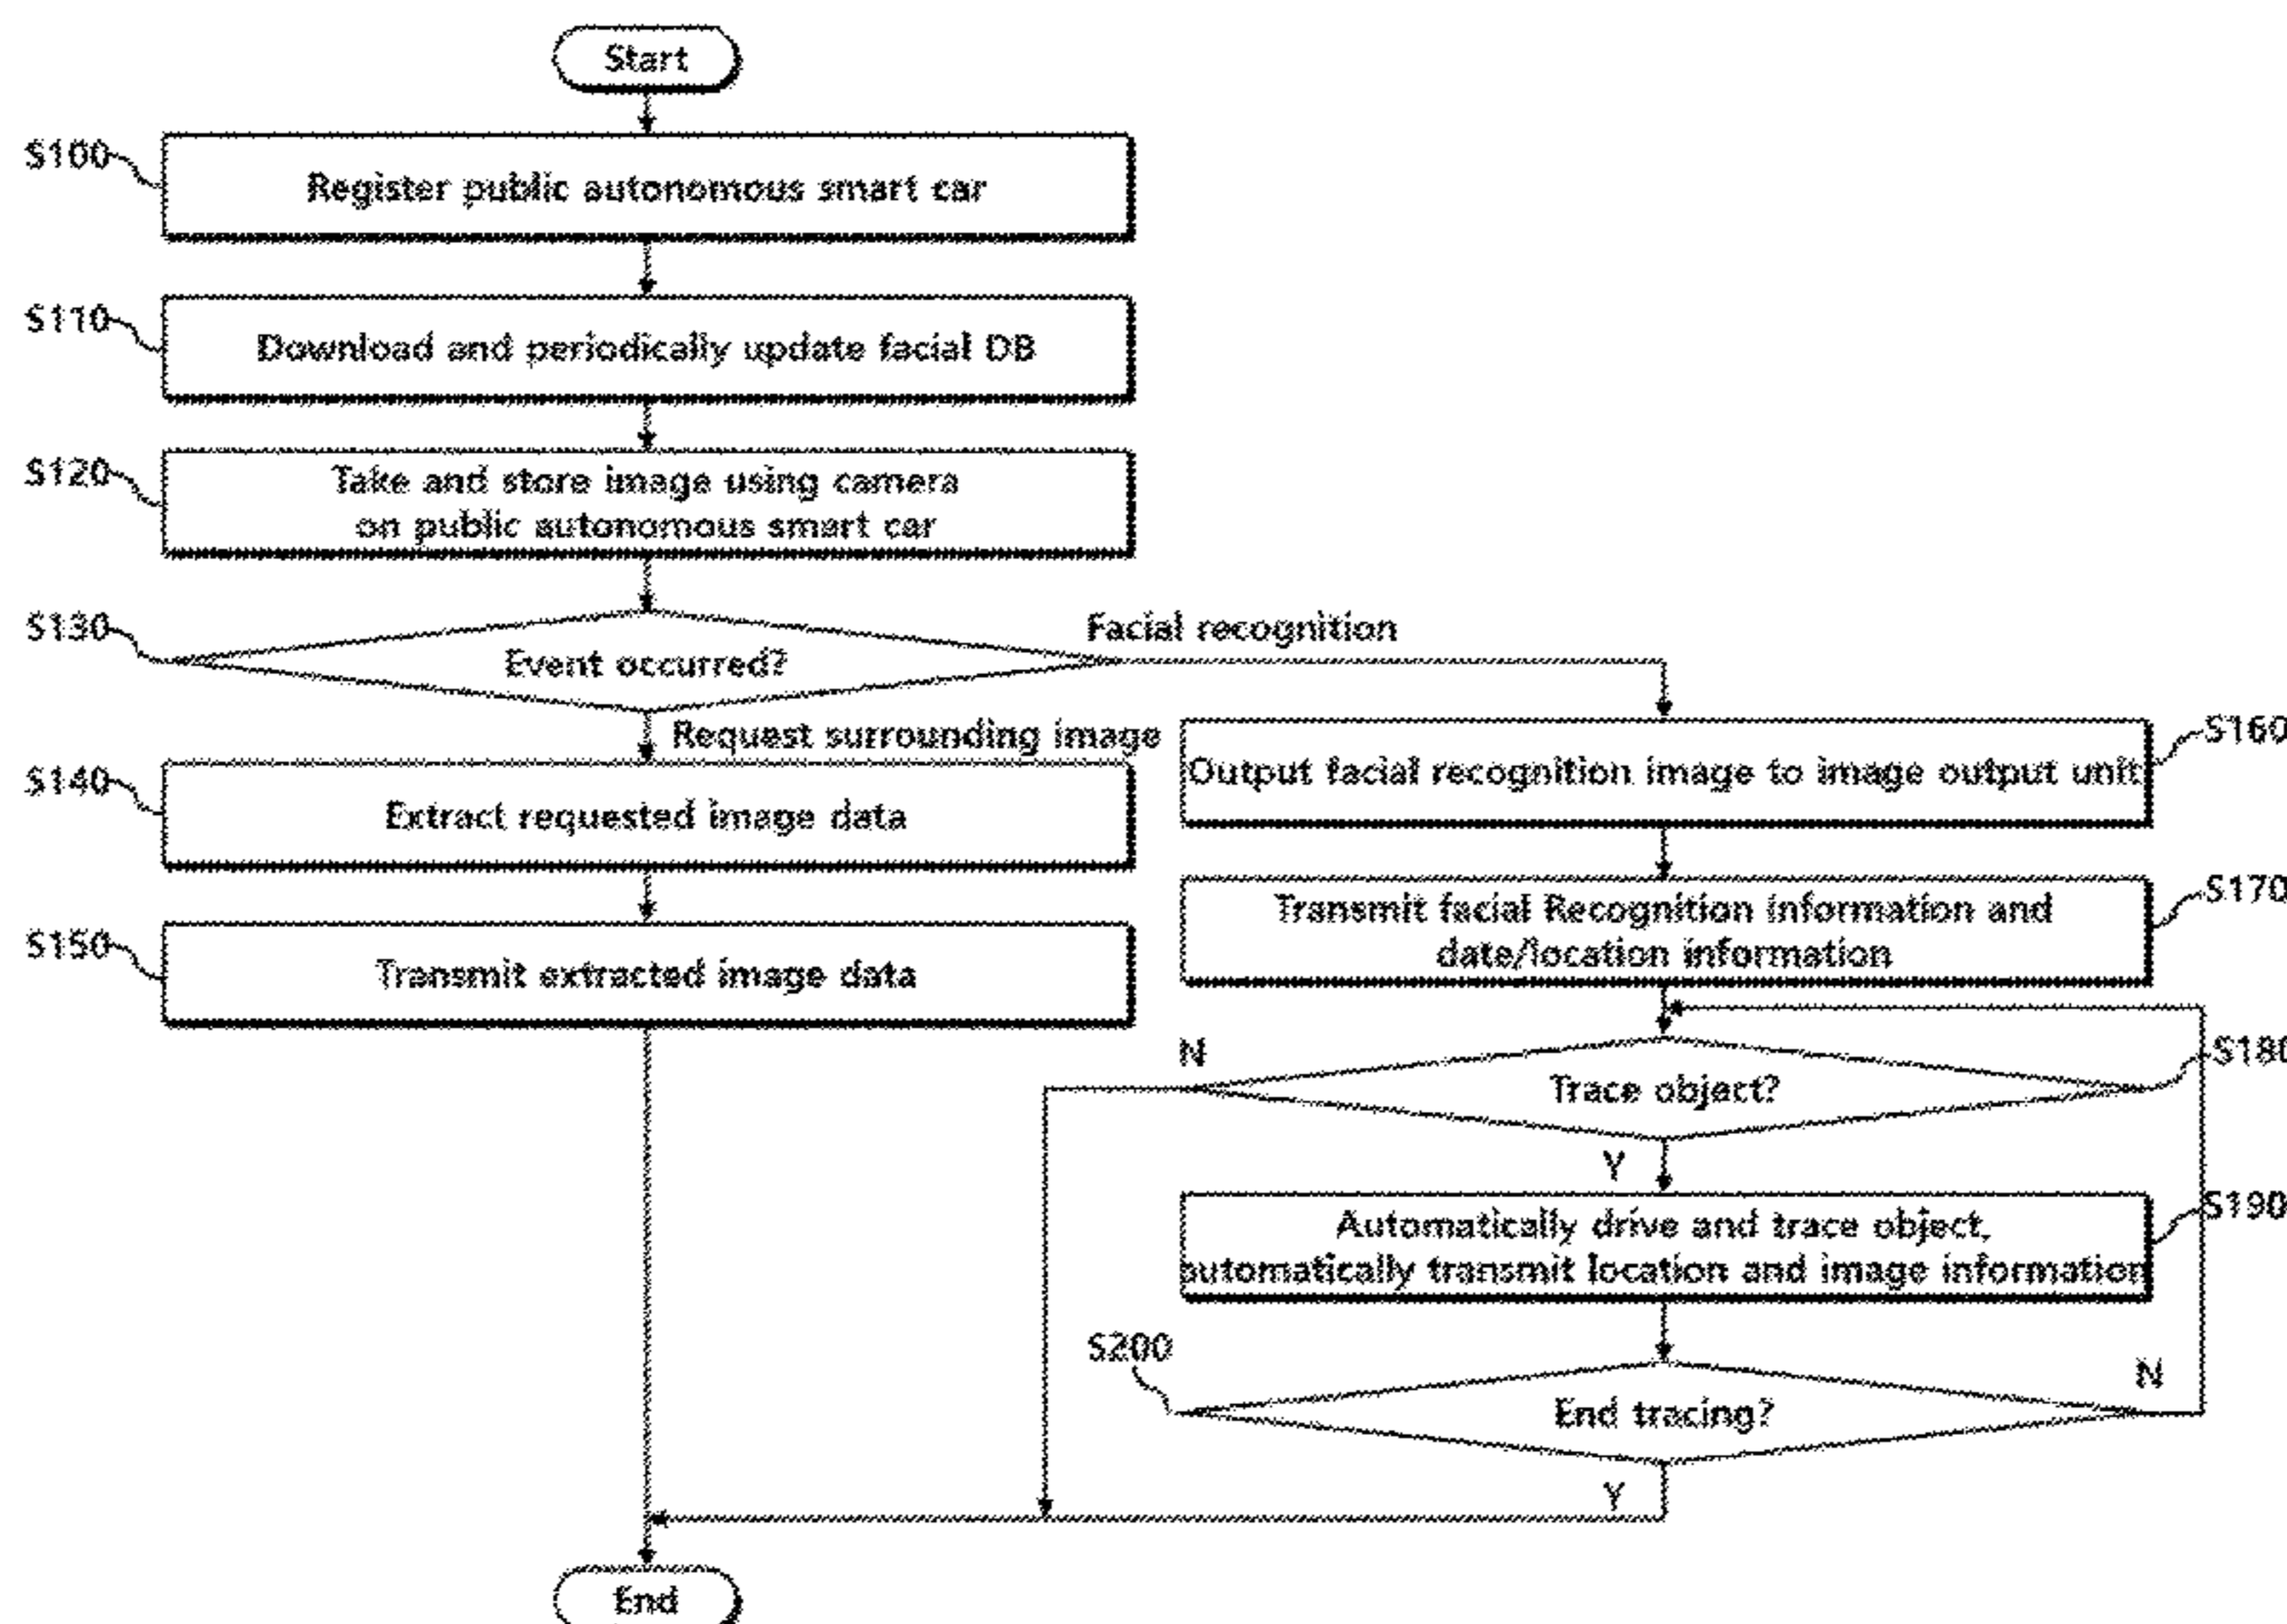 Start
S100
Register public autonomous smart car
S110
Download and periodically update facial DB
S120
Take and store image using camera
on public autonomous smart car
S130
Event occurred?
Facial recognition
Request surrounding image
S140
Extract requested image data
S150
Transmit extracted image data
S160
Output facial recognition image to image output unit
S170
Transmit facial Recognition information and
date/location information
S180
Trace object?
N
Y
S190
Automatically drive and trace object,
automatically transmit location and image information
S200
End tracing?
N
Y
End